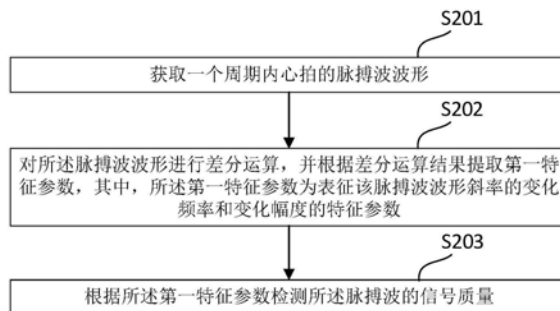 S201
获取一个周期内心拍的脉搏波波形
S202
对所述脉搏波波形进行差分运算，并根据差分运算结果提取第一特
征参数，其中，所述第一特征参数为表征该脉搏波波形斜率的变化
频率和变化幅度的特征参数
S203
根据所述第一特征参数检测所述脉搏波的信号质量